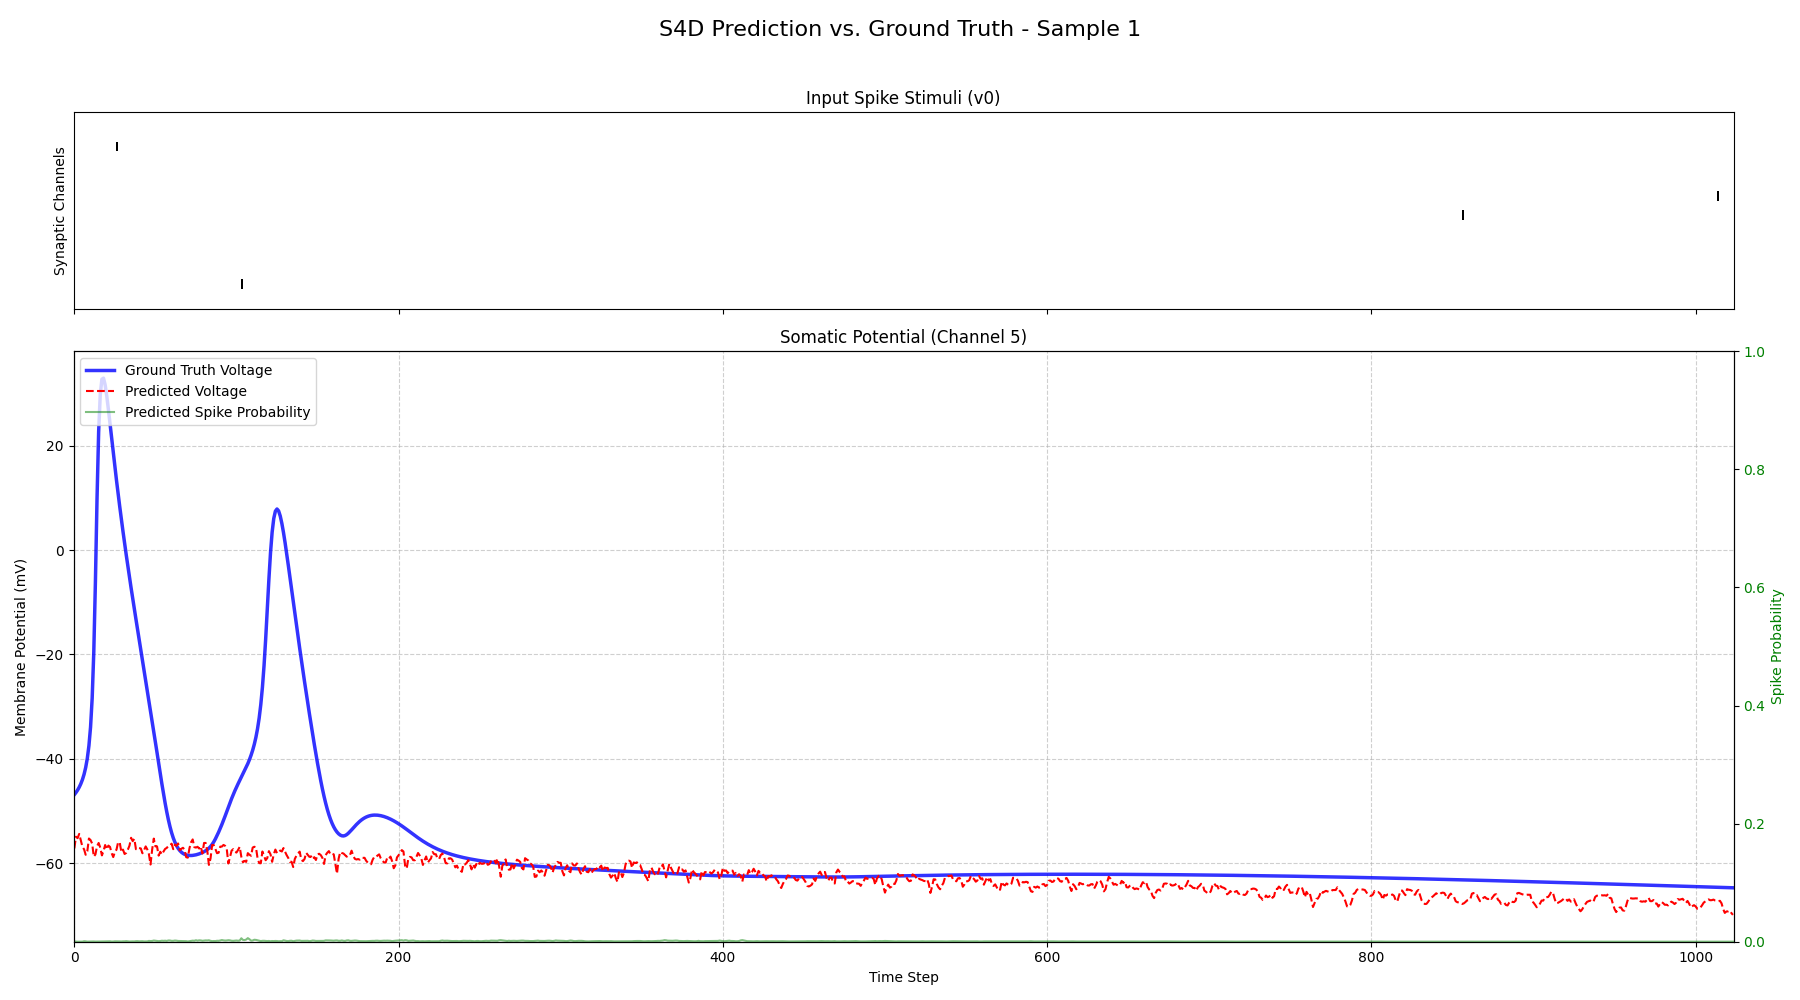 S4D Prediction vs. Ground Truth - Sample 1
Input Spike Stimuli (v0)
Synaptic Channels
Somatic Potential (Channel 5)
Ground Truth Voltage
Predicted Voltage
Predicted Spike Probability
Membrane Potential (mV)
20
0
−20
−40
−60
1.0
0.8
0.6
0.4
0.2
0.0
Spike Probability
0
200
400
600
800
1000
Time Step